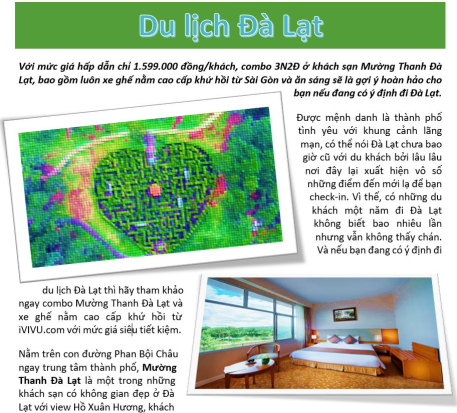 Du lịch Đà Lạt
Với mức giá hấp dẫn chỉ 1.599.000 đồng/khách, combo 3N2Đ ở khách sạn Mường Thanh Đà
Lạt, bao gồm luôn xe ghế nằm cao cấp khứ hồi từ Sài Gòn và ăn sáng sẽ là gợi ý hoàn hảo cho
bạn nếu đang có ý định đi Đà Lạt.
Được mệnh danh là thành phố
tình yêu với khung cảnh lãng
mạn, có thể nói Đà Lạt chưa bao
giờ cũ với du khách bởi lâu lâu
nơi đây lại xuất hiện vô số
những điểm đến mới lạ để bạn
check-in. Vì thế, có những du
khách một năm đi Đà Lạt
không biết bao nhiêu lần
nhưng vẫn không thấy chán.
Và nếu bạn đang có ý định đi
du lịch Đà Lạt thì hãy tham khảo
ngay combo Mường Thanh Đà Lạt và
xe ghế nằm cao cấp khứ hồi từ
iVIVU.com với mức giá siêu tiết kiệm.
Nằm trên con đường Phan Bội Châu
ngay trung tâm thành phố, Mường
Thanh Đà Lạt là một trong những
khách sạn có không gian đẹp ở Đà
Lạt với view Hồ Xuân Hương, khách